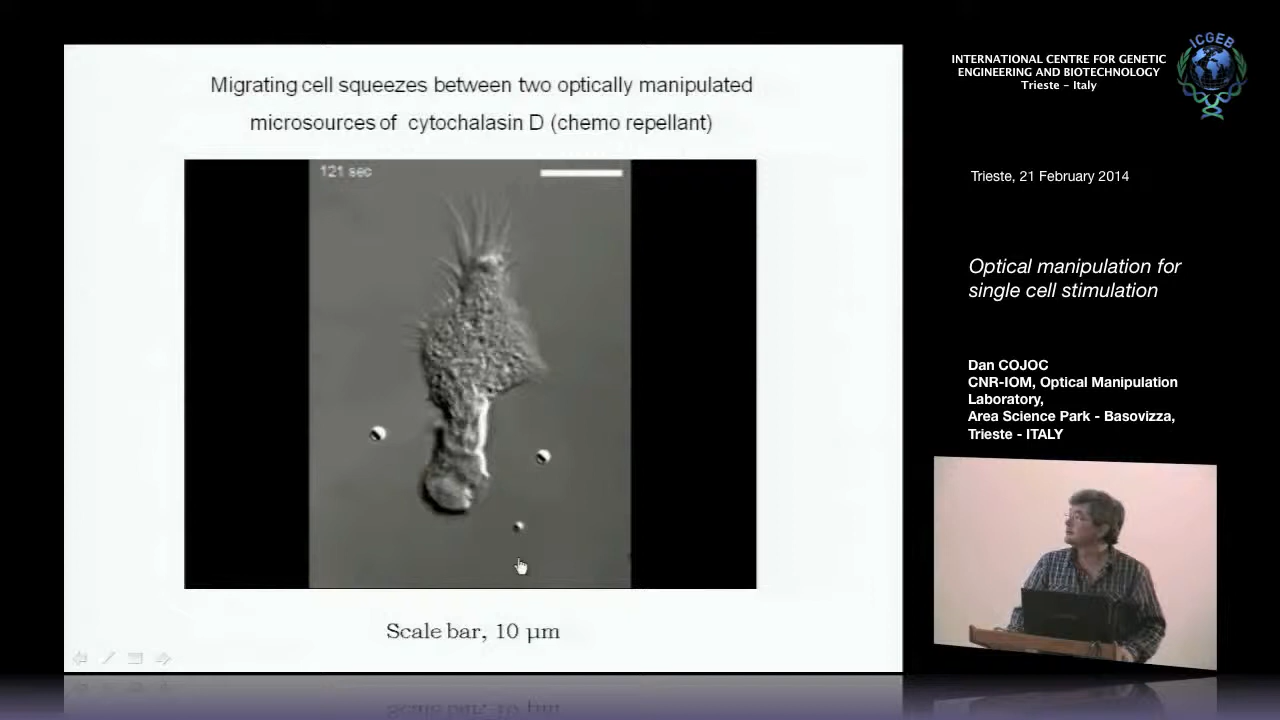 Migrating cell squeezes between two optically manipulated
microsources of cytochalasin D (chemo repellant)
121 sec
Scale bar, 10 µm
ICGEB
INTERNATIONAL CENTRE FOR GENETIC
ENGINEERING AND BIOTECHNOLOGY
Trieste - Italy
Trieste, 21 February 2014
Optical manipulation for
single cell stimulation
Dan COJOC
CNR-IOM, Optical Manipulation
Laboratory,
Area Science Park - Basovizza,
Trieste - ITALY